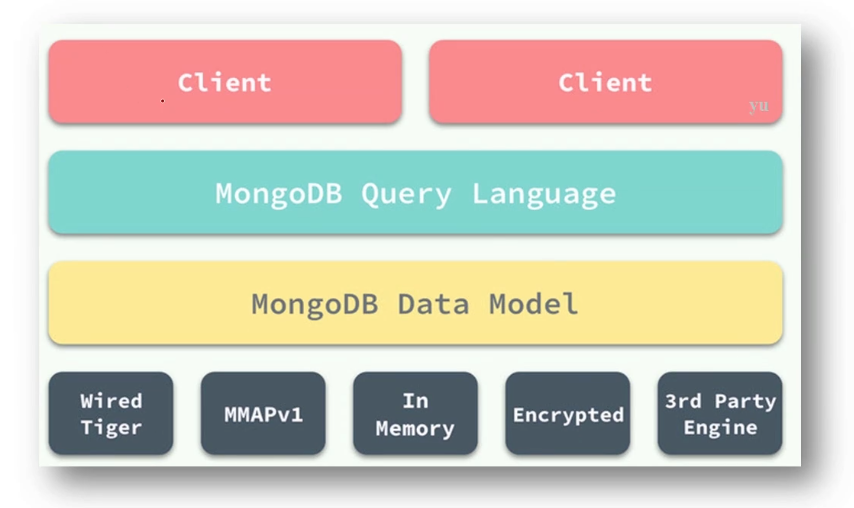 Client
Client
yu
MongoDB Query Language
MongoDB Data Model
Wired
Tiger
MMAPv1
In
Memory
Encrypted
3rd Party
Engine